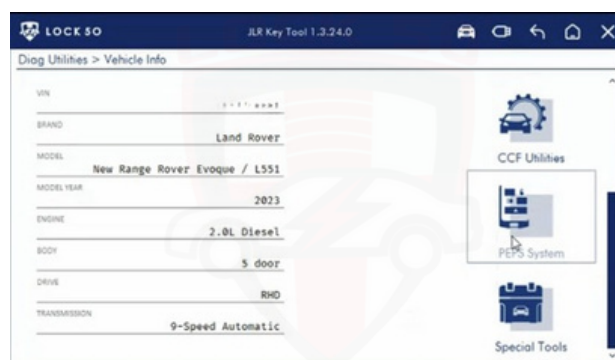 LOCK 50
JLR Key Tool 1.3.24.0
Diag Utilities > Vehicle Info
VIN
BRAND
Land Rover
MODEL
New Range Rover Evoque / L551
MODEL YEAR
2023
ENGINE
2.0L Diesel
BODY
5 door
DRIVE
RHD
TRANSMISSION
9-Speed Automatic
CCF Utilities
PEPS System
Special Tools